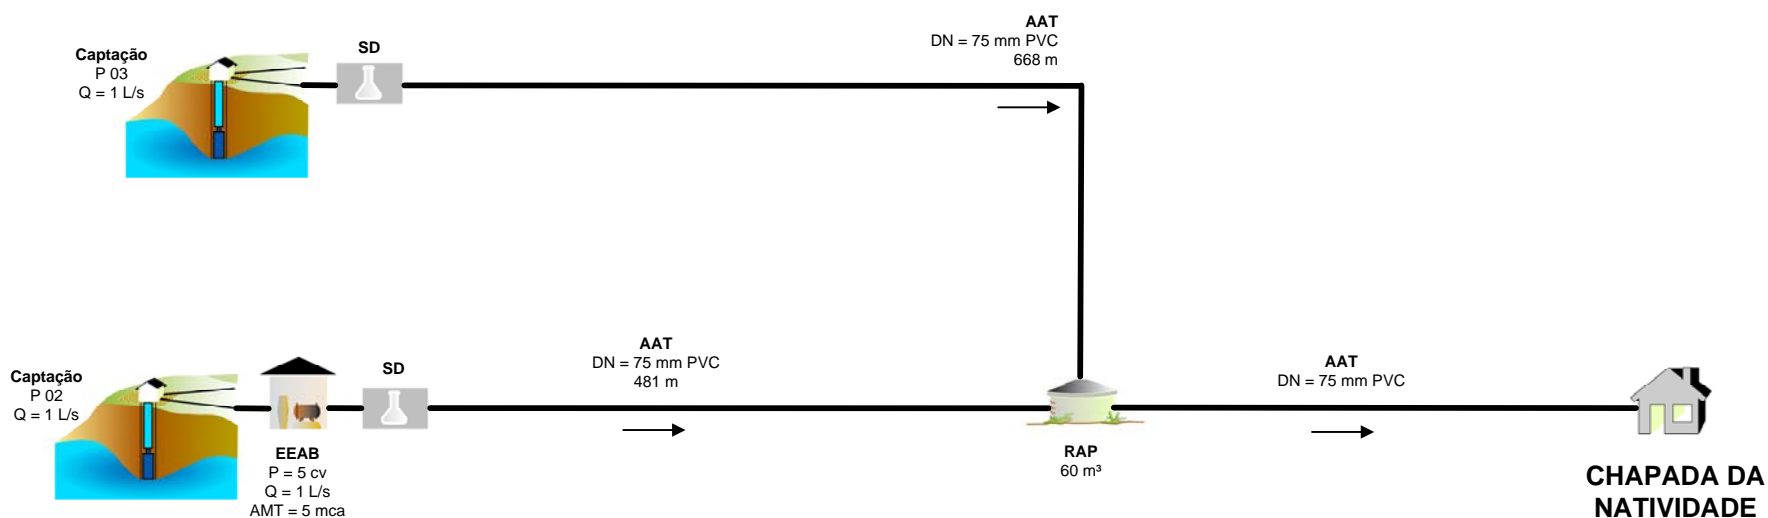 AAT
DN = 75 mm PVC
668 m
Captação
P 03
Q = 1 L/s
SD
AAT
DN = 75 mm PVC
481 m
Captação
P 02
Q = 1 L/s
SD
EEAB
P = 5 cv
Q = 1 L/s
AMT = 5 mca
RAP
60 m³
AAT
DN = 75 mm PVC
CHAPADA DA
NATIVIDADE